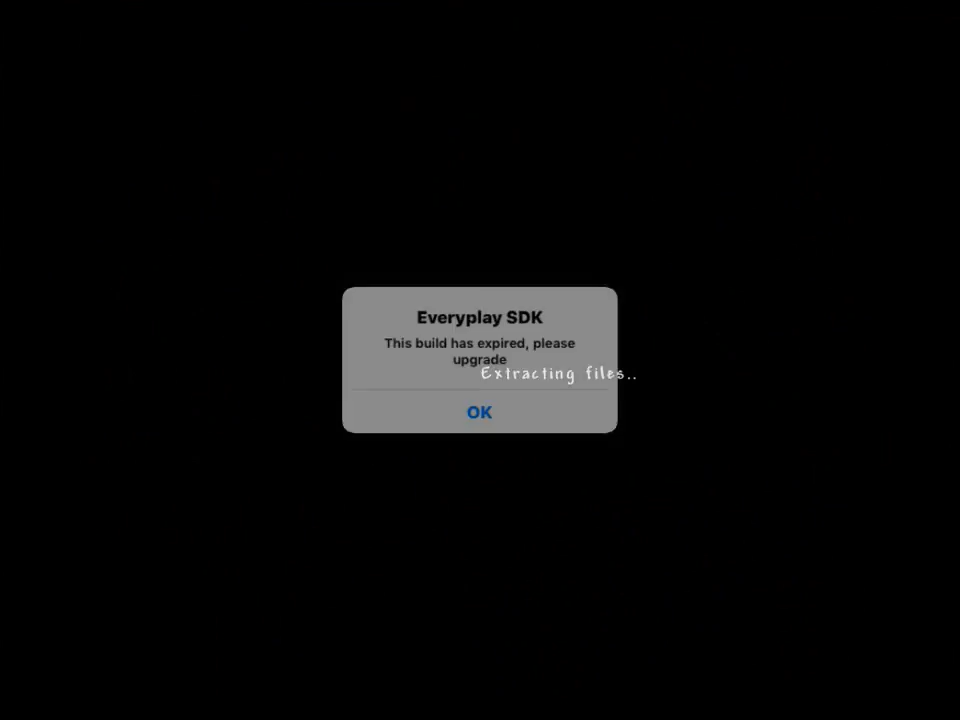 Everyplay SDK
This build has expired, please
upgrade
Extracting files..
OK